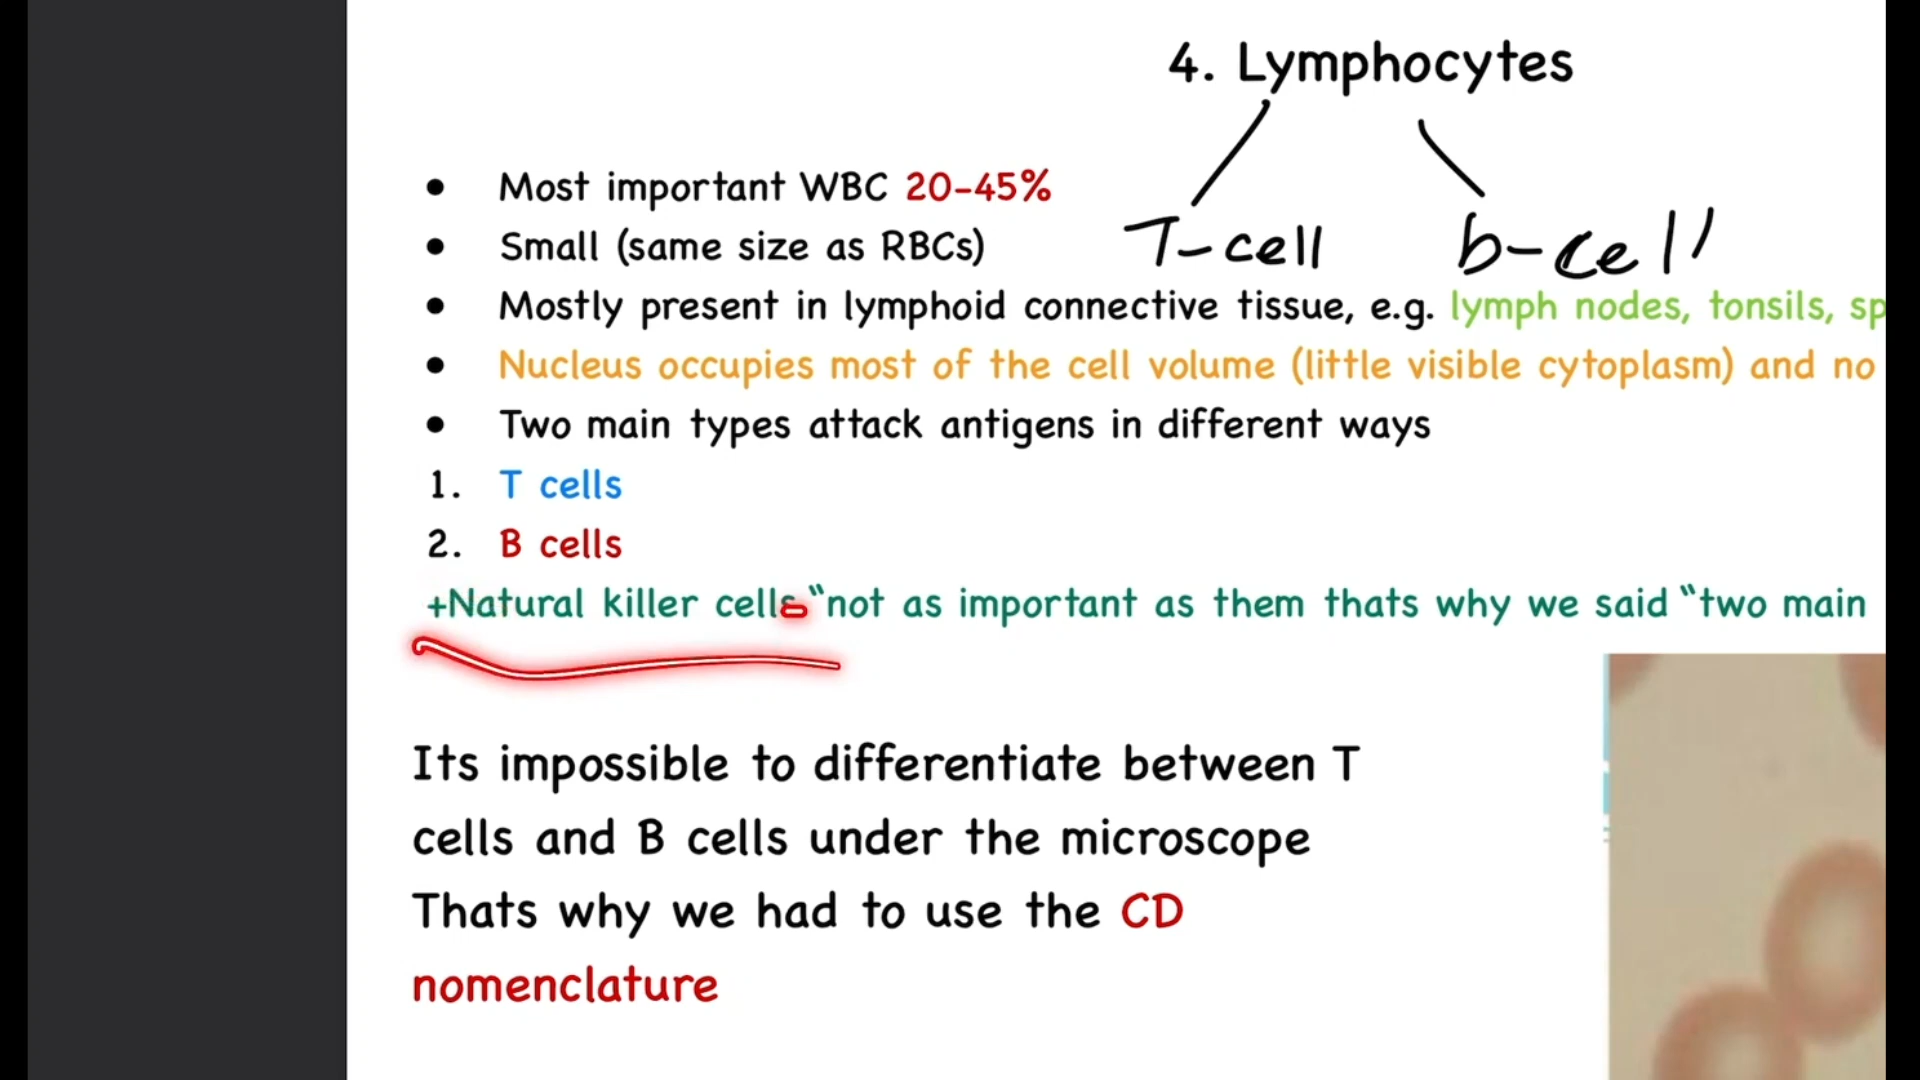 4. Lymphocytes
T-cell b-cell
• Most important WBC 20-45%
• Small (same size as RBCs)
• Mostly present in lymphoid connective tissue, e.g. lymph nodes, tonsils, sp
• Nucleus occupies most of the cell volume (little visible cytoplasm) and no
• Two main types attack antigens in different ways
1. T cells
2. B cells
+Natural killer cells “not as important as them thats why we said “two main
Its impossible to differentiate between T
cells and B cells under the microscope
Thats why we had to use the CD
nomenclature